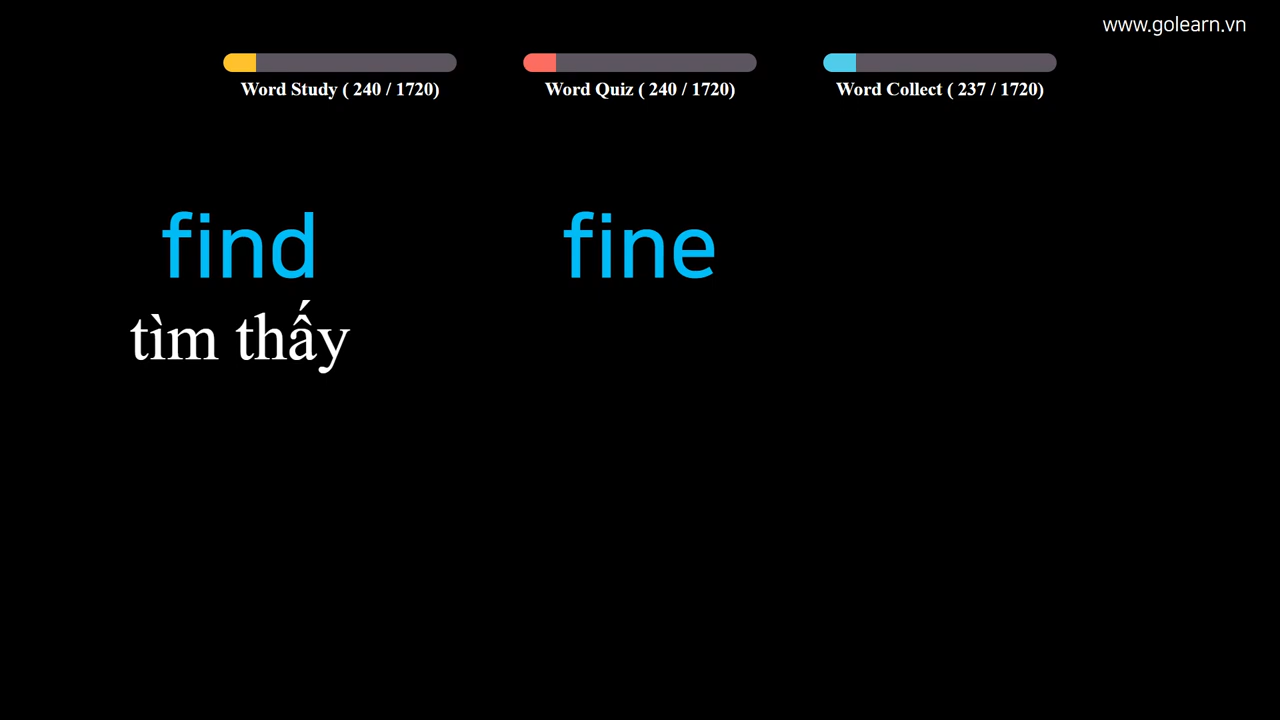 www.golearn.vn
Word Study ( 240 / 1720)
Word Quiz ( 240 / 1720)
Word Collect ( 237 / 1720)
find
tìm thấy
fine